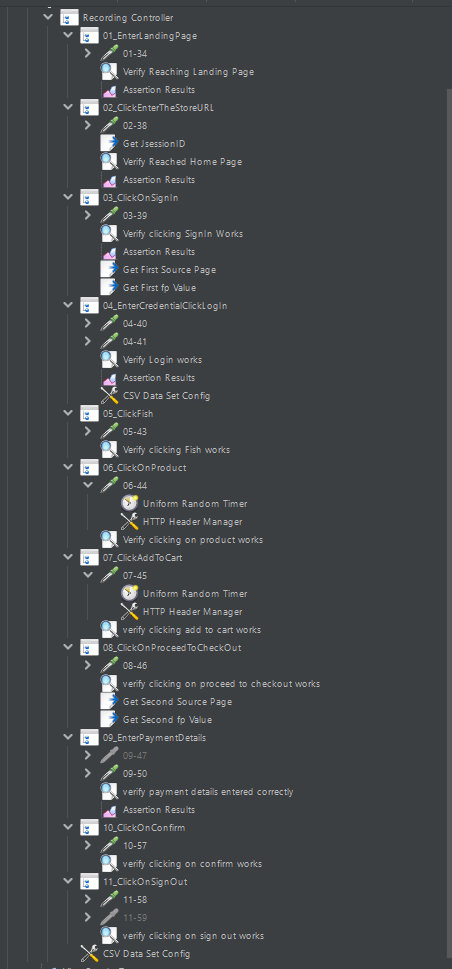 Recording Controller
01_EnterLandingPage
01-34
Verify Reaching Landing Page
Assertion Results
02_ClickEnterTheStoreURL
02-38
Get JsessionID
Verify Reached Home Page
Assertion Results
03_ClickOnSignIn
03-39
Verify clicking SignIn Works
Assertion Results
Get First Source Page
Get First fp Value
04_EnterCredentialClickLogIn
04-40
04-41
Verify Login works
Assertion Results
CSV Data Set Config
05_ClickFish
05-43
Verify clicking Fish works
06_ClickOnProduct
06-44
Uniform Random Timer
HTTP Header Manager
Verify clicking on product works
07_ClickAddToCart
07-45
Uniform Random Timer
HTTP Header Manager
verify clicking add to cart works
08_ClickOnProceedToCheckOut
08-46
verify clicking on proceed to checkout works
Get Second Source Page
Get Second fp Value
09_EnterPaymentDetails
09-47
09-50
verify payment details entered correctly
Assertion Results
10_ClickOnConfirm
10-57
verify clicking on confirm works
11_ClickOnSignOut
11-58
11-59
verify clicking on sign out works
CSV Data Set Config